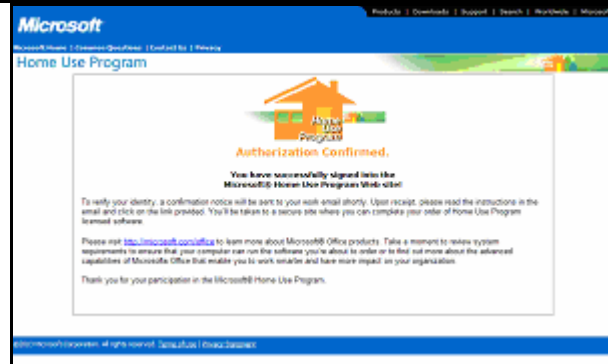 Products | Downloads | Support | Search | Worldwide | Microsoft
Microsoft
Microsoft Home | Common Questions | Contact Us | Privacy
Home Use Program
Home
Use
Program
Authorization Confirmed.
You have successfully signed into the
Microsoft® Home Use Program Web site!
To verify your identity, a confirmation notice will be sent to your work email shortly. Upon receipt, please read the instructions in the
email and click on the link provided. You'll be taken to a secure site where you can complete your order of Home Use Program
licensed software.
Please visit http://microsoft.com/office to learn more about Microsoft® Office products. Take a moment to review system
requirements to ensure that your computer can run the software you're about to order or to find out more about the advanced
capabilities of Microsoft® Office that enable you to work smarter and have more impact on your organization.
Thank you for your participation in the Microsoft® Home Use Program.
Microsoft Corporation. All rights reserved. Terms of Use | Privacy Statement